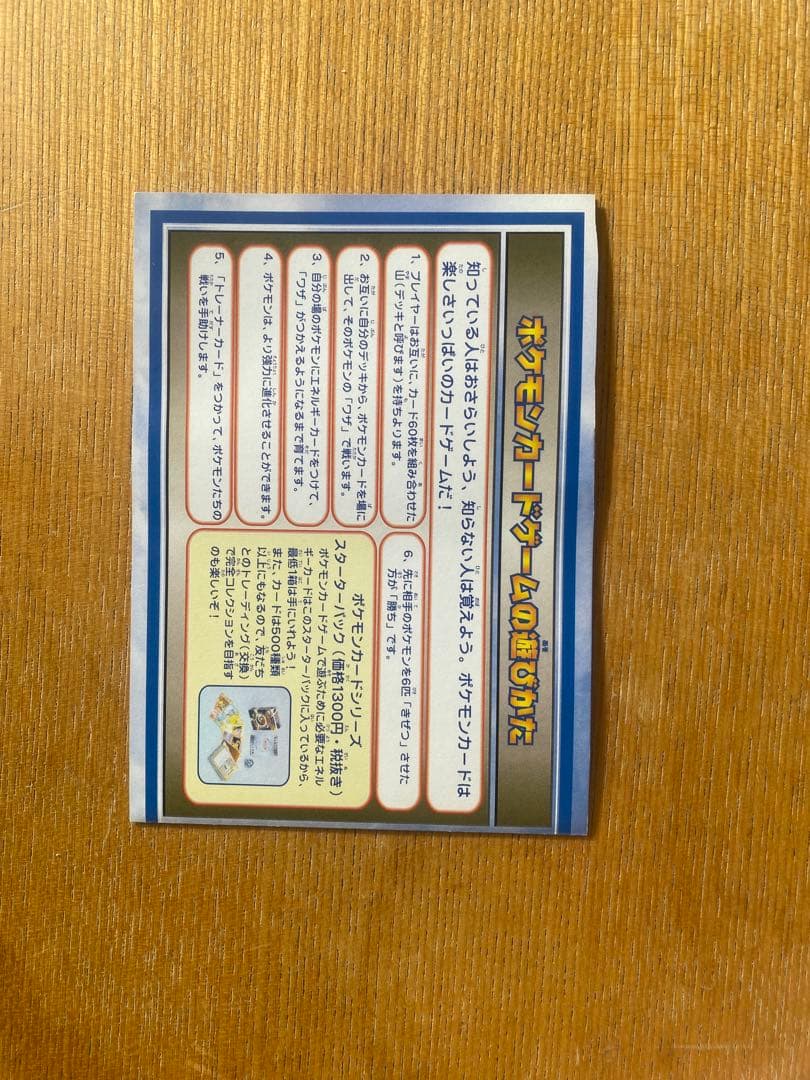 ポケモンカードゲームの遊びかた
知っている人はおさらいしよう、知らない人は覚えよう。ポケモンカードは
楽しさいっぱいのカードゲームだ！
1、プレイヤーはお互いに、カード60枚を組み合わせた
山（デッキと呼びます）を持ちよります。
2、お互いに自分のデッキから、ポケモンカードを場に
出して、そのポケモンの「ワザ」で戦います。
3、自分の場のポケモンにエネルギーカードをつけて、
「ワザ」がつかえるようになるまで育てます。
4、ポケモンは、より強力に進化させることができます。
5、「トレーナーカード」をつかって、ポケモンたちの
戦いを手助けします。
6、先に相手のポケモンを6匹「きぜつ」させた
方が「勝ち」です。
ポケモンカードシリーズ
スターターパック（価格1300円・税抜き）
ポケモンカードゲームで遊ぶために必要なエネル
ギーカードはこのスターターパックに入っているから、
最低1箱は手にいれよう！
また、カードは500種類
以上にもなるので、友だち
とのトレーディング（交換）
で完全コレクションを目指す
のも楽しいぞ！